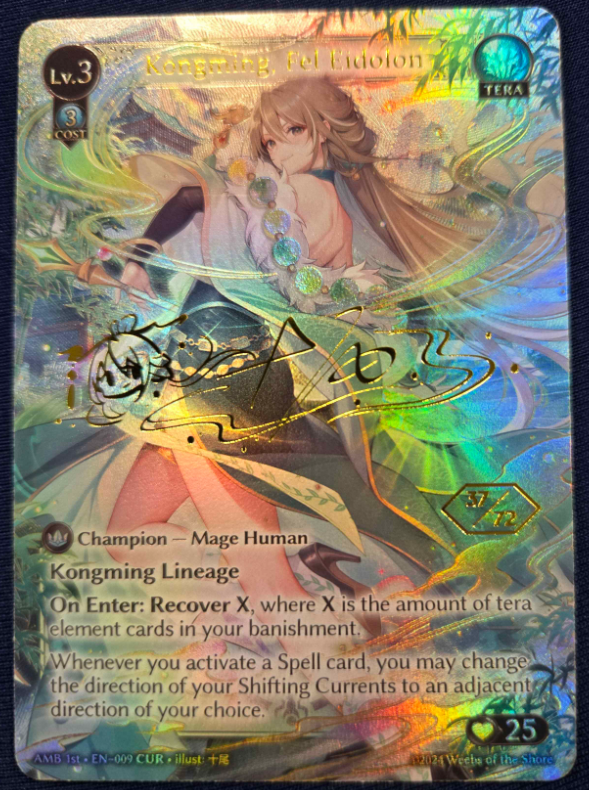 Lv.3
Kongming, Fel Eidolon
TERA
3
COST
37/72
Champion — Mage Human
Kongming Lineage
On Enter: Recover X, where X is the amount of tera
element cards in your banishment.
Whenever you activate a Spell card, you may change
the direction of your Shifting Currents to an adjacent
direction of your choice.
25
AMB 1st • EN-009 CUR • illust: 十尾
©2024 Weebs of the Shore